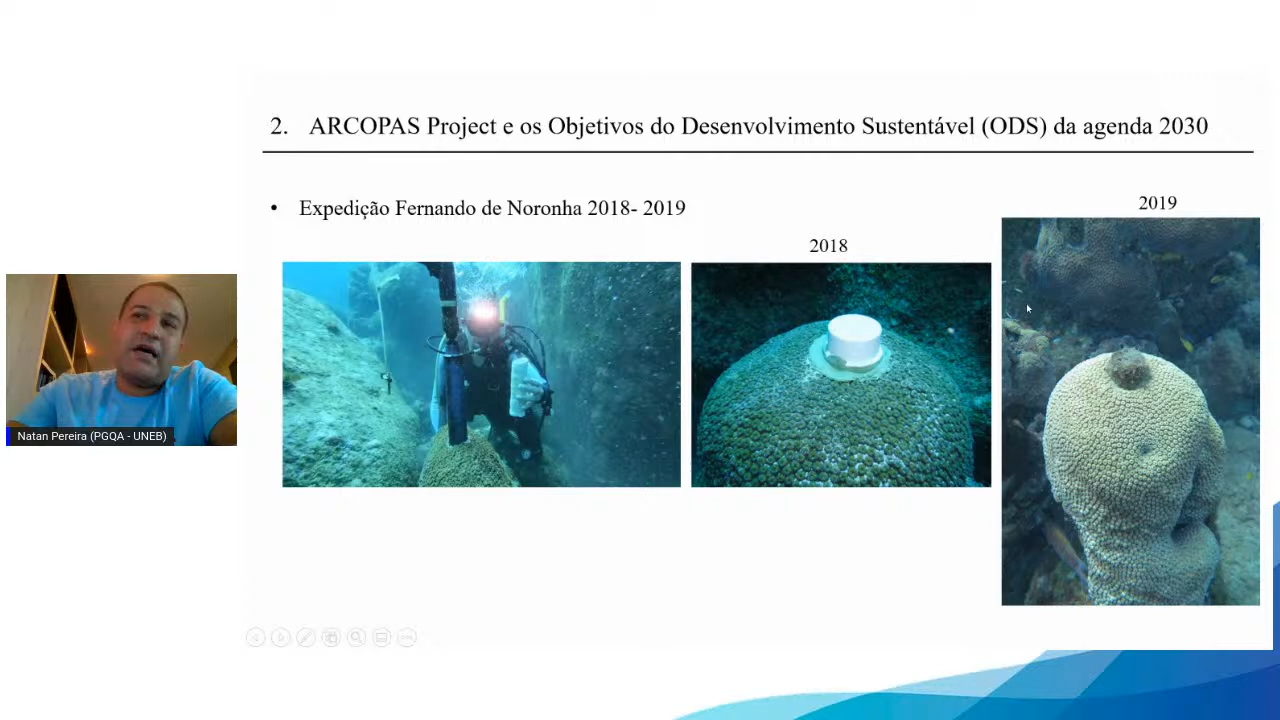 2. ARCOPAS Project e os Objetivos do Desenvolvimento Sustentável (ODS) da agenda 2030
• Expedição Fernando de Noronha 2018- 2019
2018
2019
Natan Pereira (PGQA - UNEB)